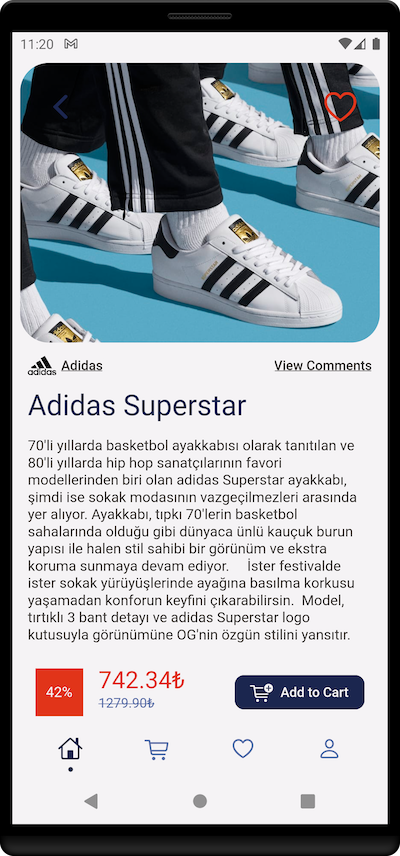 11:20
adidas Adidas View Comments
Adidas Superstar
70'li yıllarda basketbol ayakkabısı olarak tanıtılan ve
80'li yıllarda hip hop sanatçılarının favori
modellerinden biri olan adidas Superstar ayakkabı,
şimdi ise sokak modasının vazgeçilmezleri arasında
yer alıyor. Ayakkabı, tıpkı 70'lerin basketbol
sahalarında olduğu gibi dünyaca ünlü kauçuk burun
yapısı ile halen stil sahibi bir görünüm ve ekstra
koruma sunmaya devam ediyor. İster festivalde
ister sokak yürüyüşlerinde ayağına basılma korkusu
yaşamadan konforun keyfini çıkarabilirsin. Model,
tırtıklı 3 bant detayı ve adidas Superstar logo
kutusuyla görünümüne OG'nin özgün stilini yansıtır.
42%
742.34₺
1279.90₺
Add to Cart